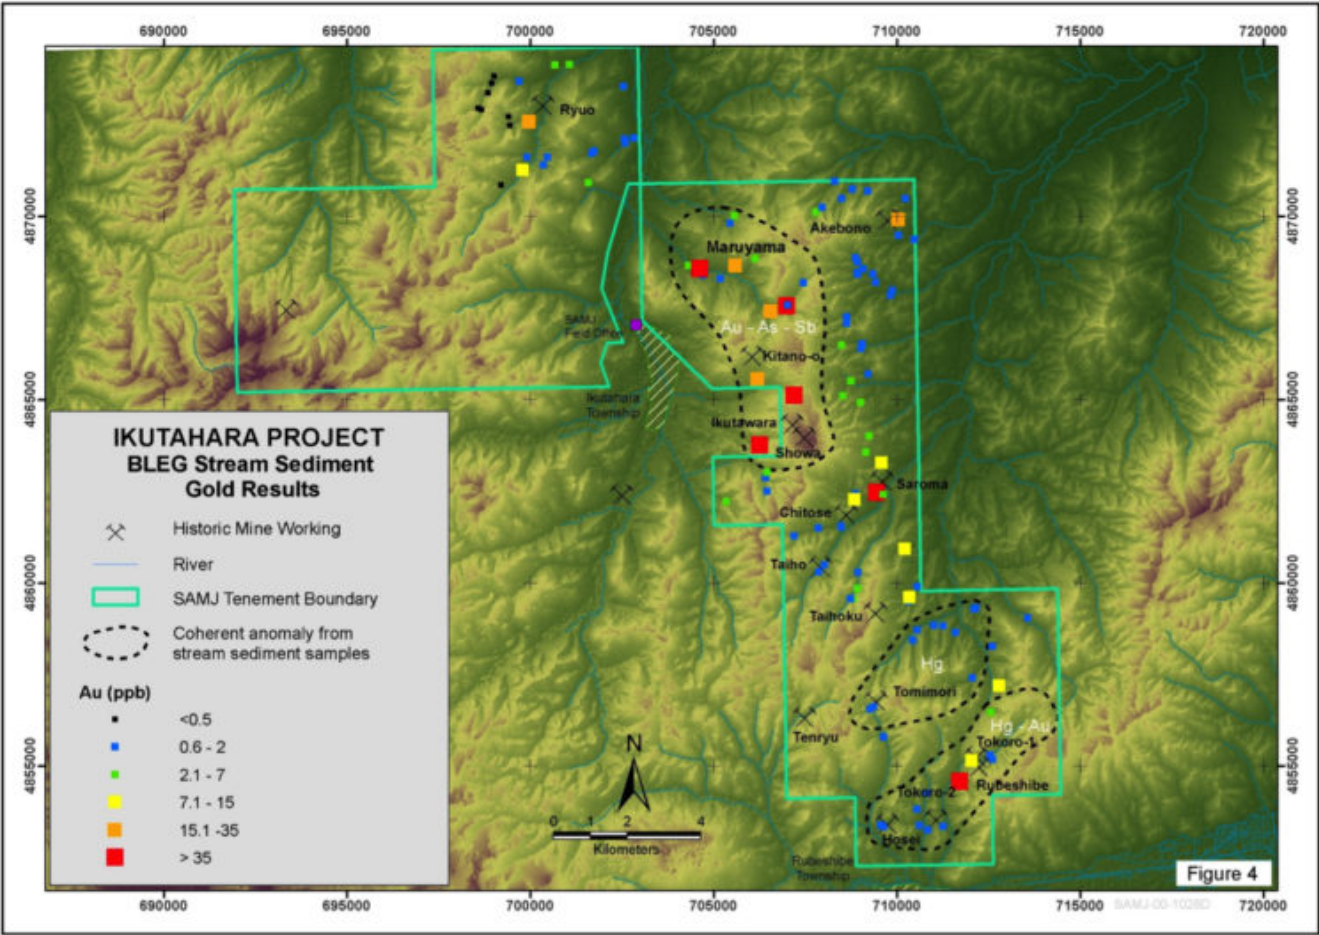 690000 695000 700000 705000 710000 715000 720000
4870000 4870000
4865000 4865000
4860000 4860000
4855000 4855000
Ryuo
Akebono
Maruyama
Au - As - Sb
SAMJ
Field Office
Kitano-o
Ikutahara
Township
Ikutawara
Showa
Saroma
Chitose
Taiho
Taihoku
Hg
Tomimori
Tenryu
Hg - Au
Tokoro-1
Rubeshibe
Tokoro-2
Hosei
Rubeshibe
Township
IKUTAHARA PROJECT
BLEG Stream Sediment
Gold Results
Historic Mine Working
River
SAMJ Tenement Boundary
Coherent anomaly from
stream sediment samples
Au (ppb)
<0.5
0.6 - 2
2.1 - 7
7.1 - 15
15.1 -35
> 35
N
0 1 2 4
Kilometers
Figure 4
690000 695000 700000 705000 710000 715000 720000
SAMJ-00-1026D